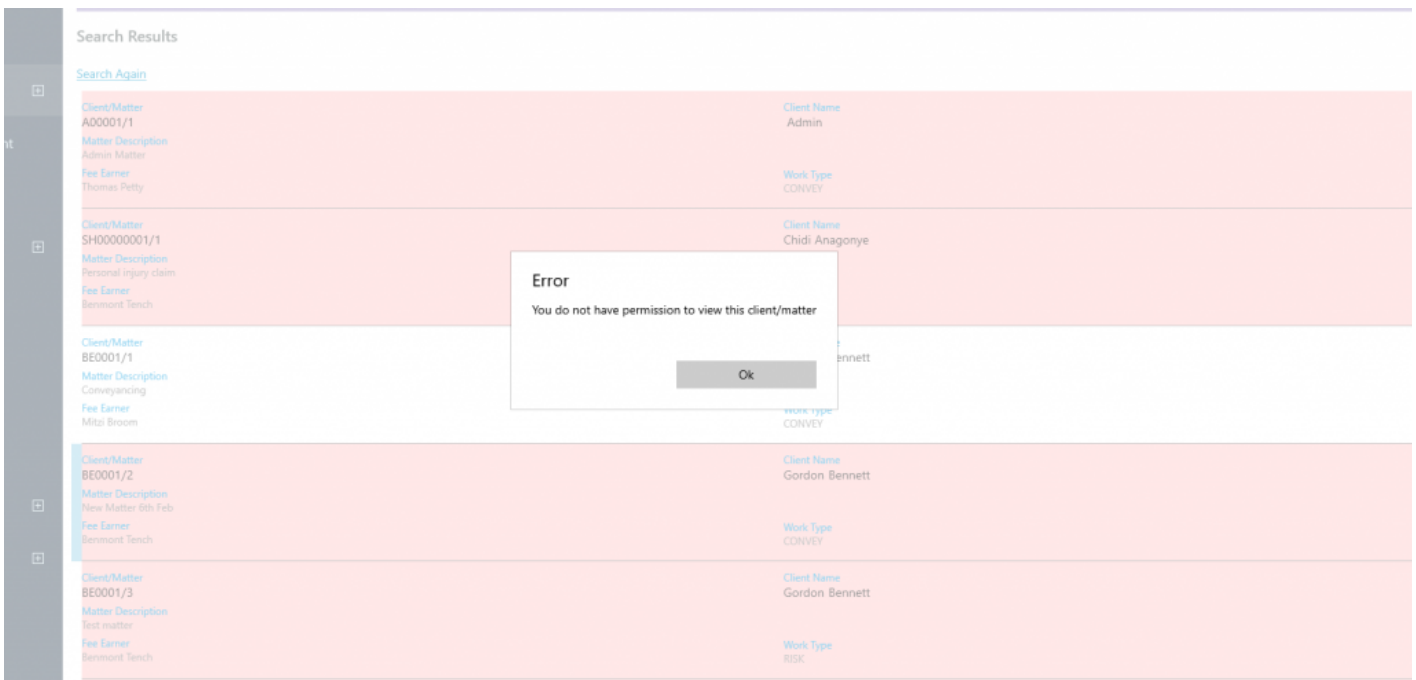 Search Results
Search Again
nt
Client/Matter Client Name
A00001/1 Admin
Matter Description
Admin Matter
Fee Earner Work Type
Thomas Petty CONVEY
Client/Matter Client Name
SH00000001/1 Chidi Anagonye
Matter Description
Personal injury claim
Fee Earner
Benmont Tench
Error
You do not have permission to view this client/matter
Ok
Client/Matter
BE0001/1 ennett
Matter Description
Conveyancing
Fee Earner Work Type
Mitzi Broom CONVEY
Client/Matter Client Name
BE0001/2 Gordon Bennett
Matter Description
New Matter 6th Feb
Fee Earner Work Type
Benmont Tench CONVEY
Client/Matter Client Name
BE0001/3 Gordon Bennett
Matter Description
Test matter
Fee Earner Work Type
Benmont Tench RISK